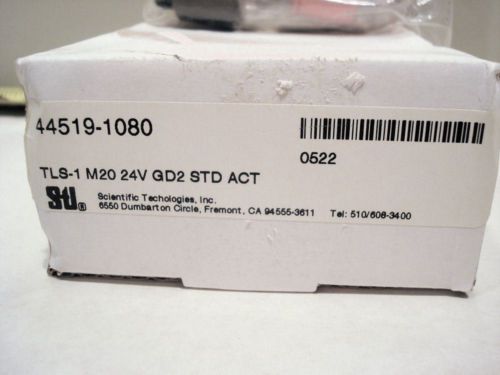 44519-1080
0522
TLS-1 M20 24V GD2 STD ACT
STI ®
Scientific Techologies, Inc.
6550 Dumbarton Circle, Fremont, CA 94555-3611 Tel: 510/608-3400